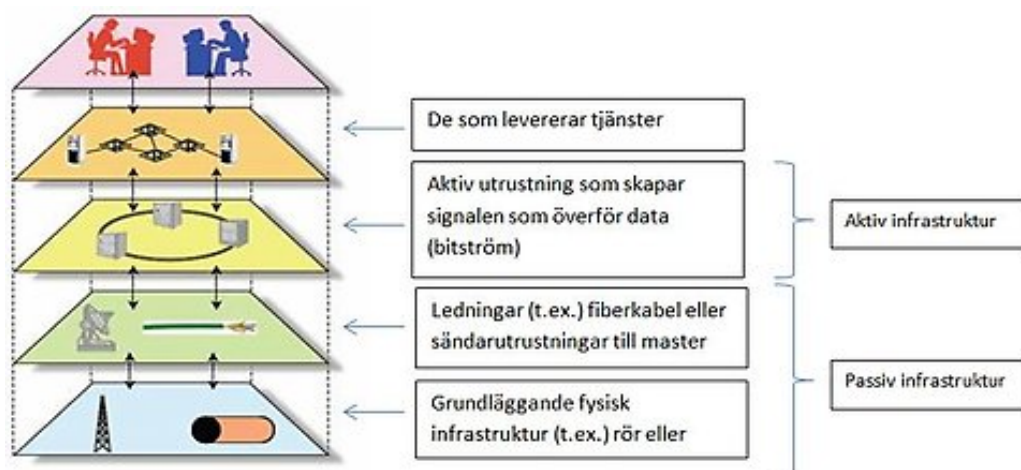 De som levererar tjänster
Aktiv utrustning som skapar
signalen som överför data
(bitström)
Aktiv infrastruktur
Ledningar (t.ex.) fiberkabel eller
sändarutrustningar till master
Passiv infrastruktur
Grundläggande fysisk
infrastruktur (t.ex.) rör eller